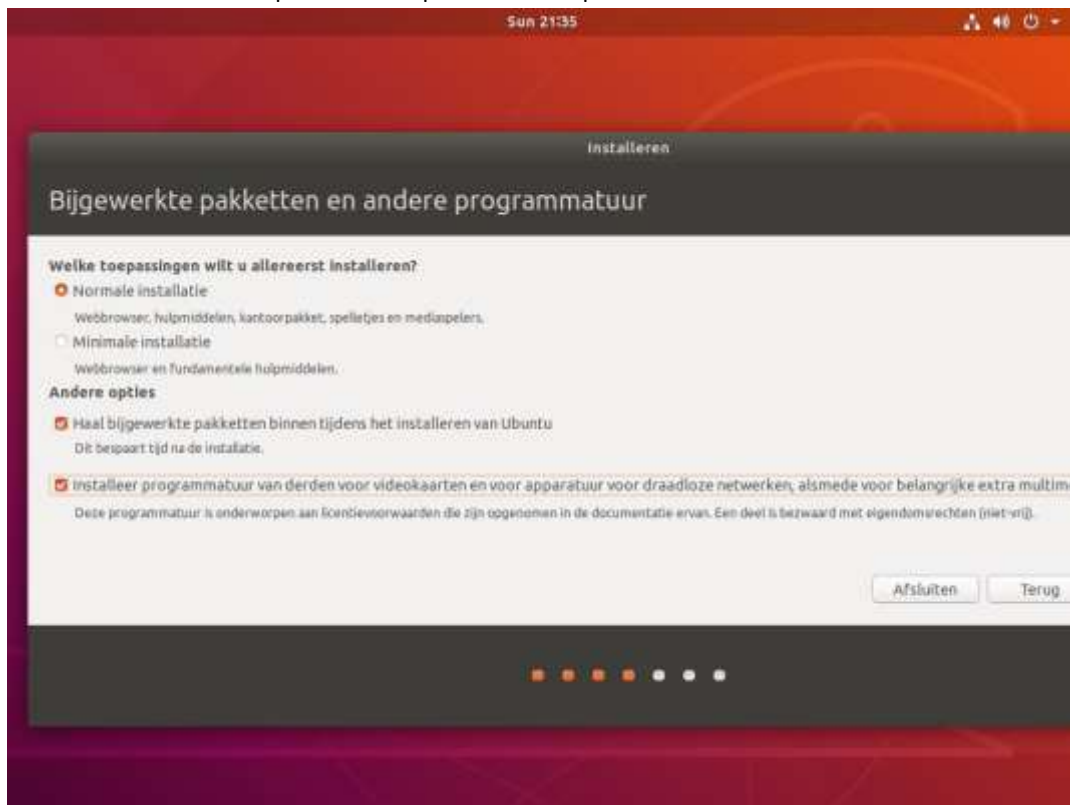 Sun 21:35
Installeren
Bijgewerkte pakketten en andere programmatuur
Welke toepassingen wilt u allereerst installeren?
Normale installatie
Webbrowser, hulpmiddelen, kantoorpakket, spelletjes en mediaspelers.
Minimale installatie
Webbrowser en fundamentele hulpmiddelen.
Andere opties
Haal bijgewerkte pakketten binnen tijdens het installeren van Ubuntu
Dit bespaart tijd na de installatie.
Installeer programmatuur van derden voor videokaarten en voor apparatuur voor draadloze netwerken, alsmede voor belangrijke extra multim
Deze programmatuur is onderworpen aan licentievoorwaarden die zijn opgenomen in de documentatie ervan. Een deel is bezwaard met eigendomsrechten (niet-vrij).
Afsluiten Terug